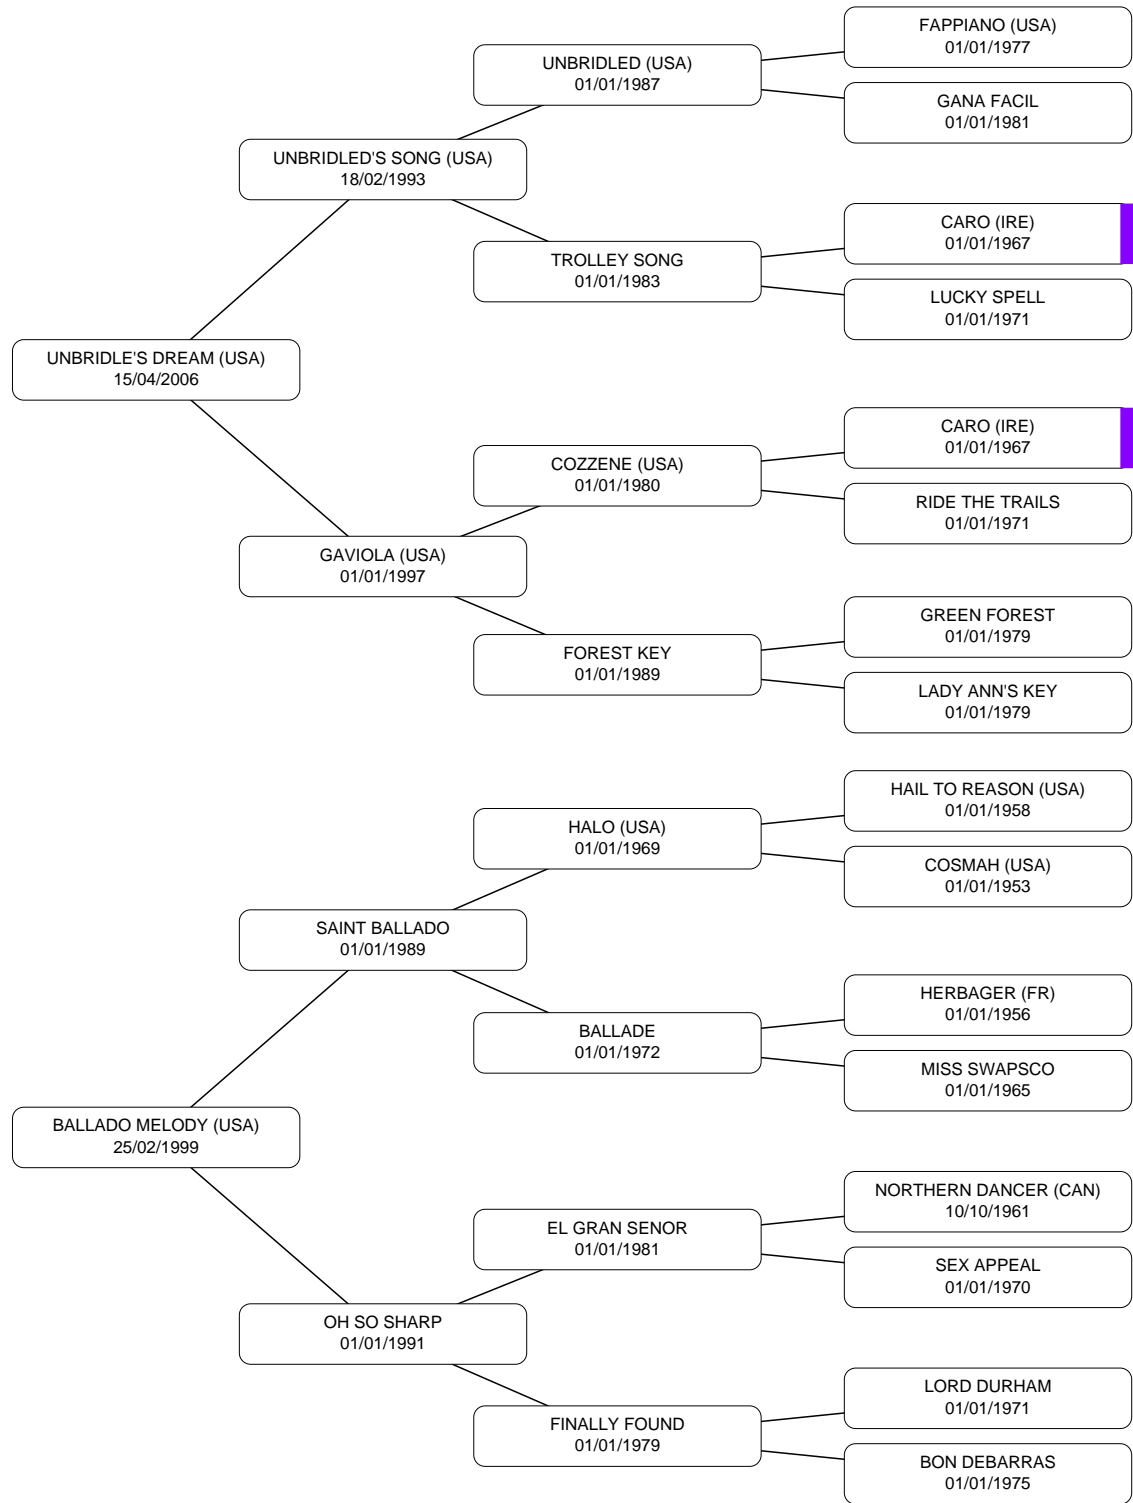 FAPPIANO (USA)
01/01/1977
UNBRIDLED (USA)
01/01/1987
GANA FACIL
01/01/1981
UNBRIDLED'S SONG (USA)
18/02/1993
CARO (IRE)
01/01/1967
TROLLEY SONG
01/01/1983
LUCKY SPELL
01/01/1971
UNBRIDLE'S DREAM (USA)
15/04/2006
CARO (IRE)
01/01/1967
COZZENE (USA)
01/01/1980
RIDE THE TRAILS
01/01/1971
GAVIOLA (USA)
01/01/1997
GREEN FOREST
01/01/1979
FOREST KEY
01/01/1989
LADY ANN'S KEY
01/01/1979
HAIL TO REASON (USA)
01/01/1958
HALO (USA)
01/01/1969
COSMAH (USA)
01/01/1953
SAINT BALLADO
01/01/1989
HERBAGER (FR)
01/01/1956
BALLADE
01/01/1972
MISS SWAPSCO
01/01/1965
BALLADO MELODY (USA)
25/02/1999
NORTHERN DANCER (CAN)
10/10/1961
EL GRAN SENOR
01/01/1981
SEX APPEAL
01/01/1970
OH SO SHARP
01/01/1991
LORD DURHAM
01/01/1971
FINALLY FOUND
01/01/1979
BON DEBARRAS
01/01/1975